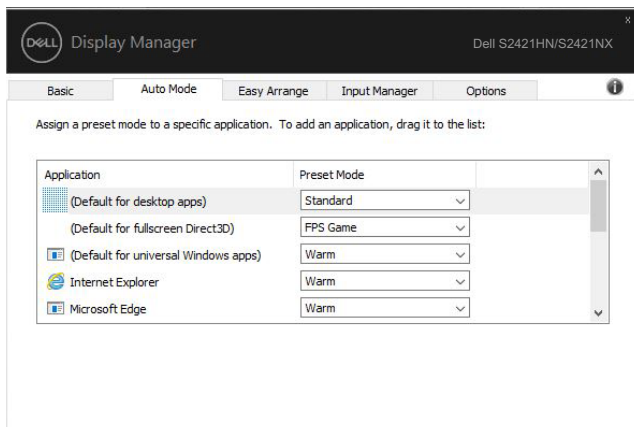 DELL Display Manager Dell S2421HN/S2421NX
x
Basic Auto Mode Easy Arrange Input Manager Options i
Assign a preset mode to a specific application. To add an application, drag it to the list:
Application Preset Mode
(Default for desktop apps) Standard
(Default for fullscreen Direct3D) FPS Game
(Default for universal Windows apps) Warm
Internet Explorer Warm
Microsoft Edge Warm